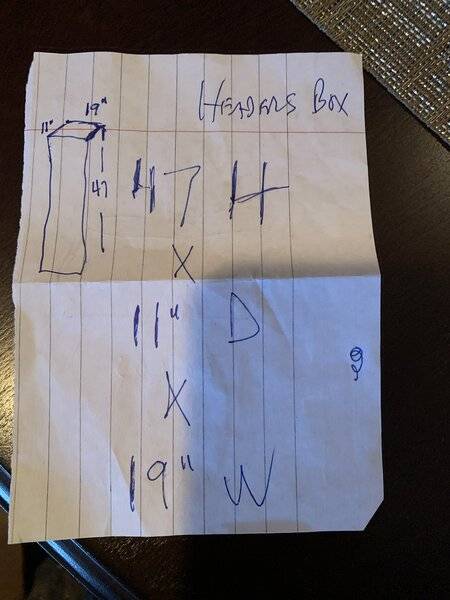 HEADERS BOX
19"
11"
47
47 H
X
11" D
X
19" W